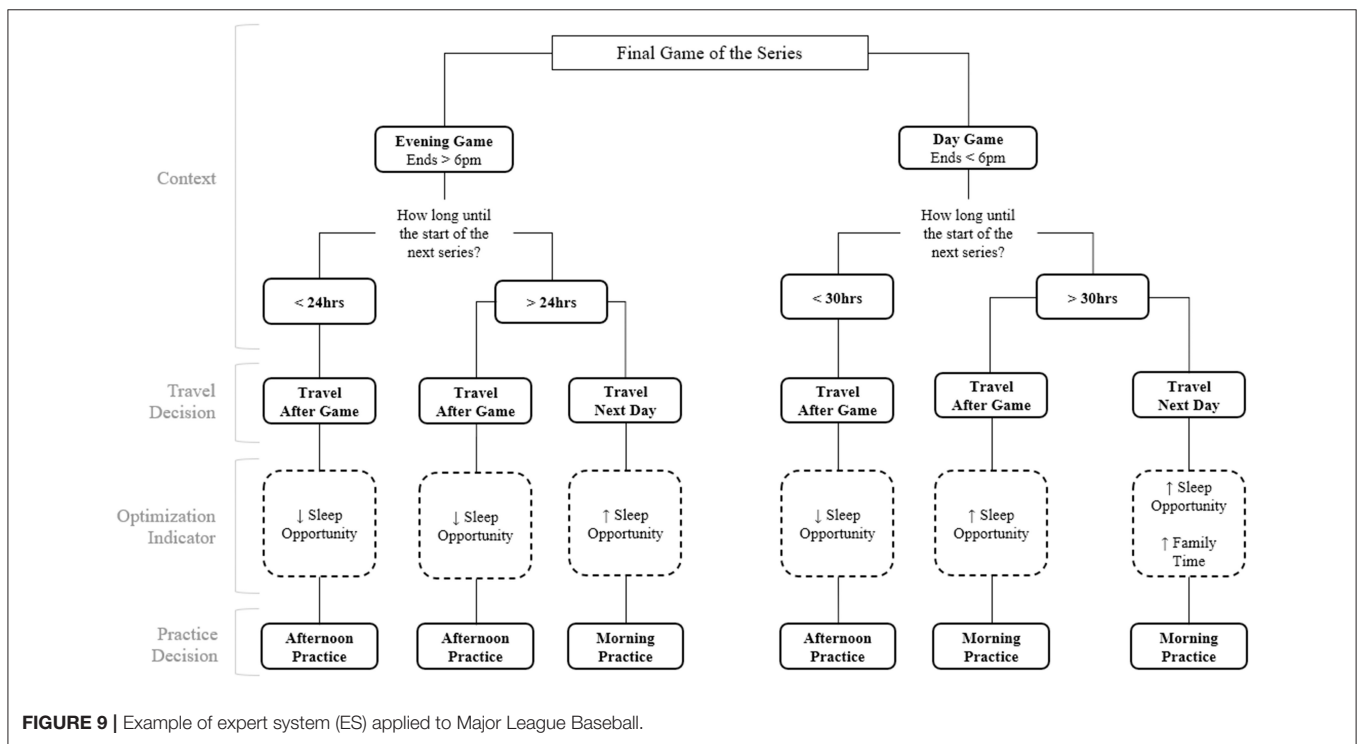 Final Game of the Series
Context
Evening Game
Ends > 6pm
Day Game
Ends < 6pm
How long until
the start of the
next series?
How long until
the start of the
next series?
< 24hrs
> 24hrs
< 30hrs
> 30hrs
Travel
Decision
Travel
After Game
Travel
After Game
Travel
Next Day
Travel
After Game
Travel
After Game
Travel
Next Day
Optimization
Indicator
↓ Sleep
Opportunity
↓ Sleep
Opportunity
↑ Sleep
Opportunity
↓ Sleep
Opportunity
↑ Sleep
Opportunity
↑ Sleep
Opportunity
↑ Family
Time
Practice
Decision
Afternoon
Practice
Afternoon
Practice
Morning
Practice
Afternoon
Practice
Morning
Practice
Morning
Practice
FIGURE 9 | Example of expert system (ES) applied to Major League Baseball.